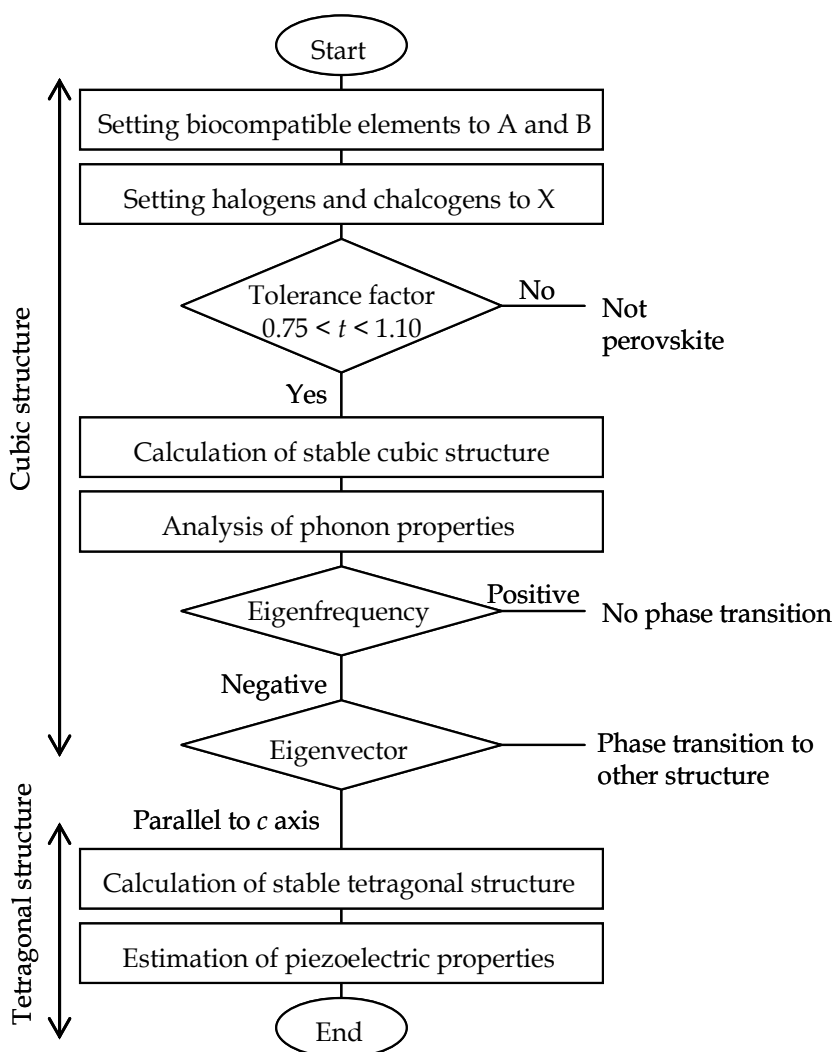 Start
Setting biocompatible elements to A and B
Setting halogens and chalcogens to X
Tolerance factor
0.75 < t < 1.10
No
Not
perovskite
Yes
Cubic structure
Calculation of stable cubic structure
Analysis of phonon properties
Eigenfrequency
Positive
No phase transition
Negative
Eigenvector
Phase transition to
other structure
Parallel to c axis
Tetragonal structure
Calculation of stable tetragonal structure
Estimation of piezoelectric properties
End